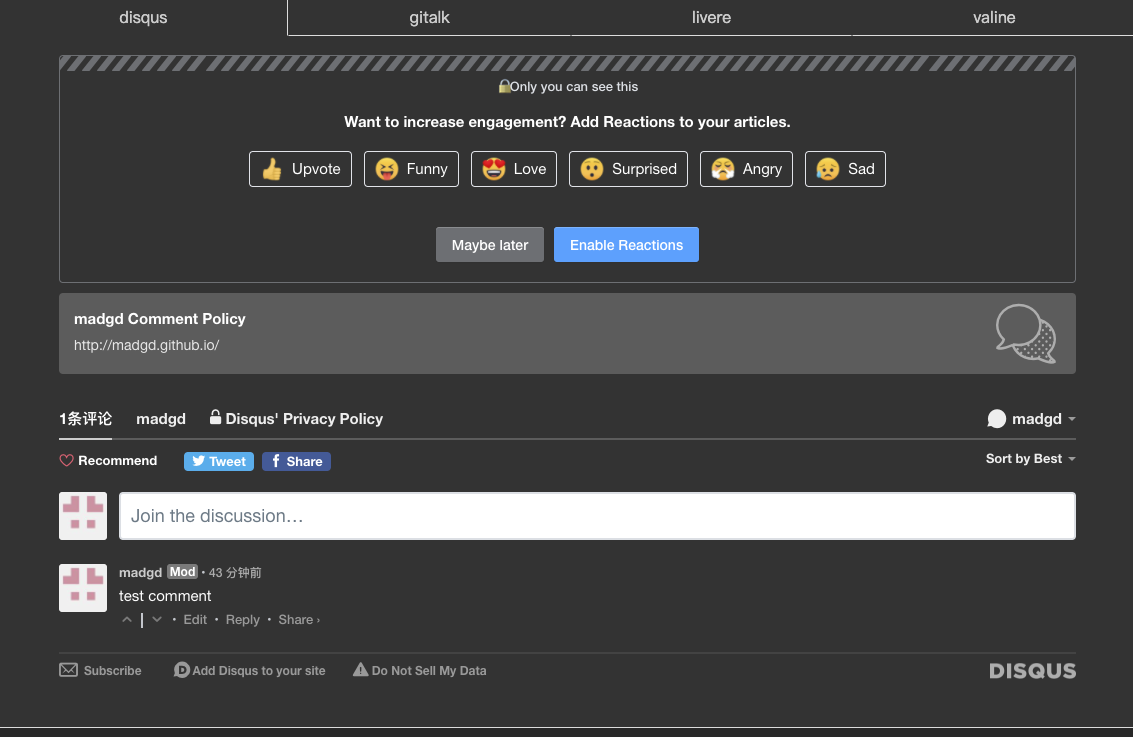 disqus gitalk livere valine
Only you can see this
Want to increase engagement? Add Reactions to your articles.
Upvote Funny Love Surprised Angry Sad
Maybe later Enable Reactions
madgd Comment Policy
http://madgd.github.io/
1条评论 madgd Disqus' Privacy Policy madgd
Recommend Tweet Share Sort by Best
Join the discussion…
madgd Mod • 43 分钟前
test comment
• Edit • Reply • Share ›
Subscribe Add Disqus to your site Do Not Sell My Data DISQUS